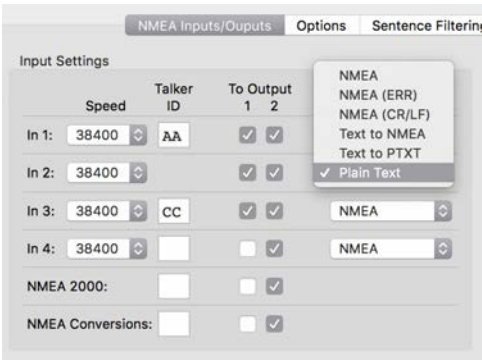 NMEA Inputs/Ouputs Options Sentence Filtering
Input Settings
Speed Talker ID To Output 1 2
NMEA
NMEA (ERR)
NMEA (CR/LF)
Text to NMEA
Text to PTXT
✓ Plain Text
In 1: 38400 AA
In 2: 38400
In 3: 38400 CC NMEA
In 4: 38400 NMEA
NMEA 2000:
NMEA Conversions: